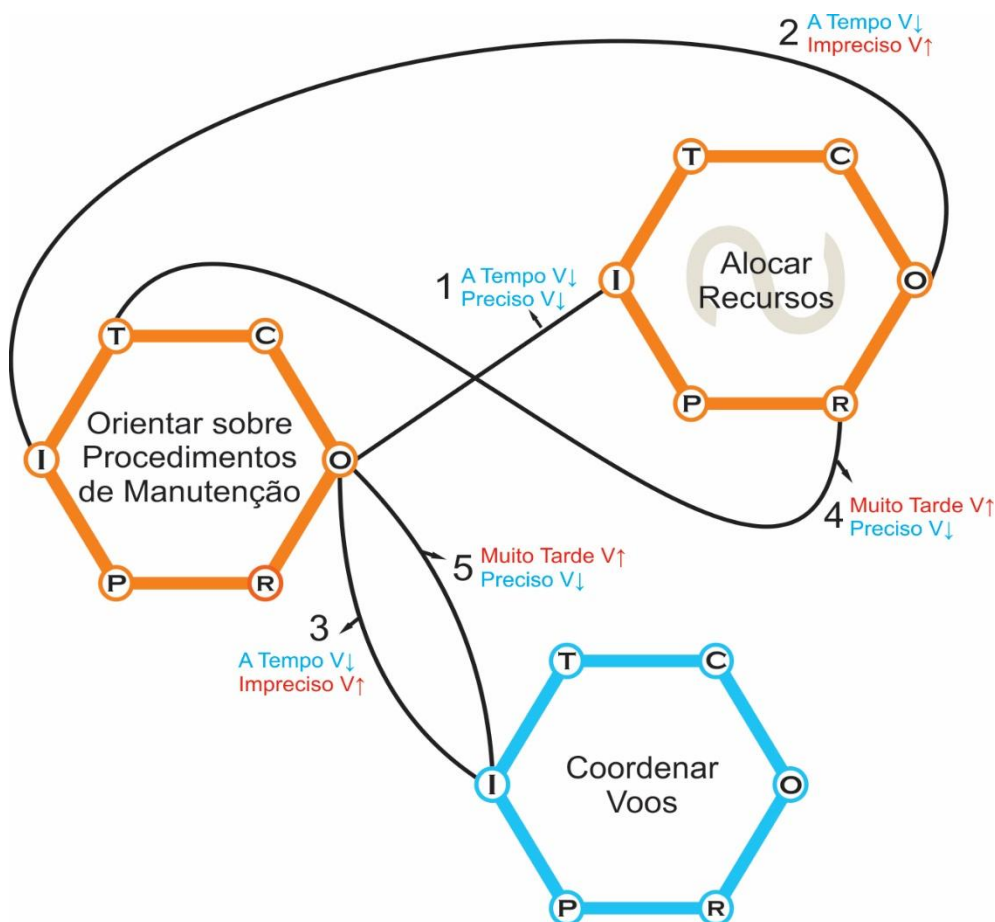 2 A Tempo V↓
Impreciso V↑
T C
I O
Alocar
Recursos
P R
1 A Tempo V↓
Preciso V↓
T C
I O
Orientar sobre
Procedimentos
de Manutenção
P R
4 Muito Tarde V↑
Preciso V↓
5 Muito Tarde V↑
Preciso V↓
3
A Tempo V↓
Impreciso V↑
T C
I O
Coordenar
Voos
P R